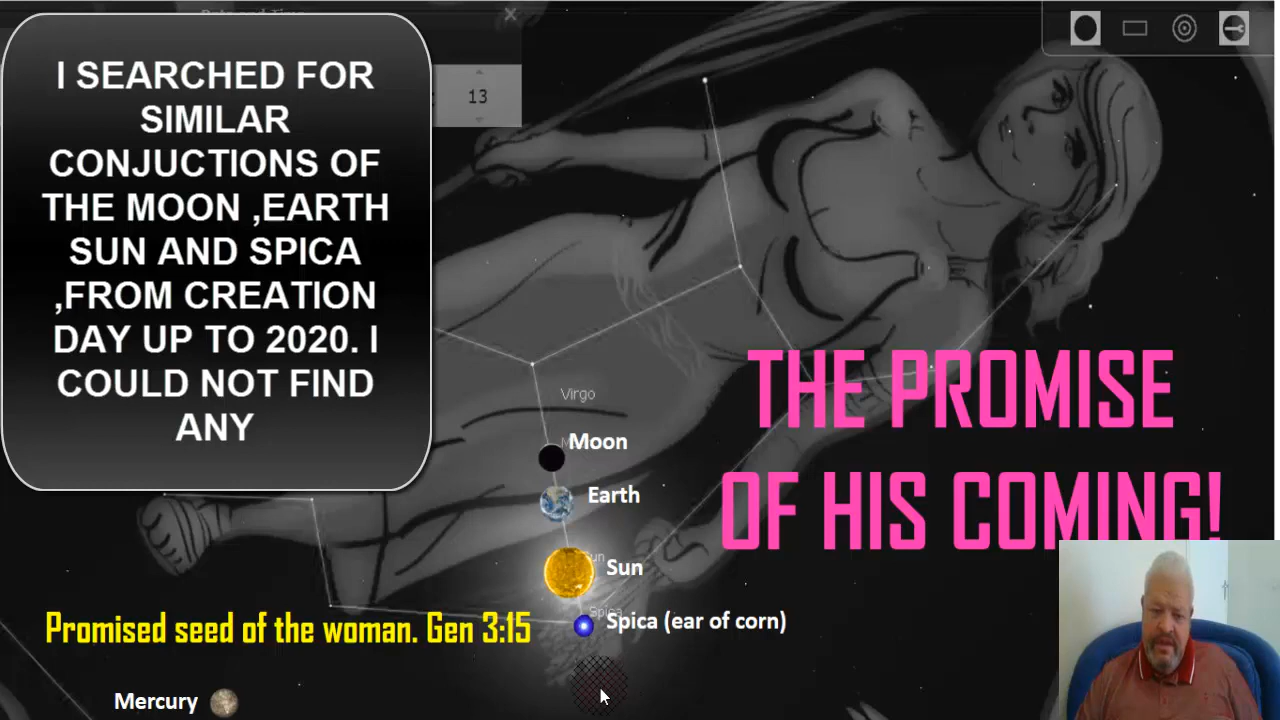 13
I SEARCHED FOR
SIMILAR
CONJUCTIONS OF
THE MOON ,EARTH
SUN AND SPICA
,FROM CREATION
DAY UP TO 2020. I
COULD NOT FIND
ANY
THE PROMISE
OF HIS COMING!
Virgo
Moon
Earth
Sun
Spica
Spica (ear of corn)
Promised seed of the woman. Gen 3:15
Mercury